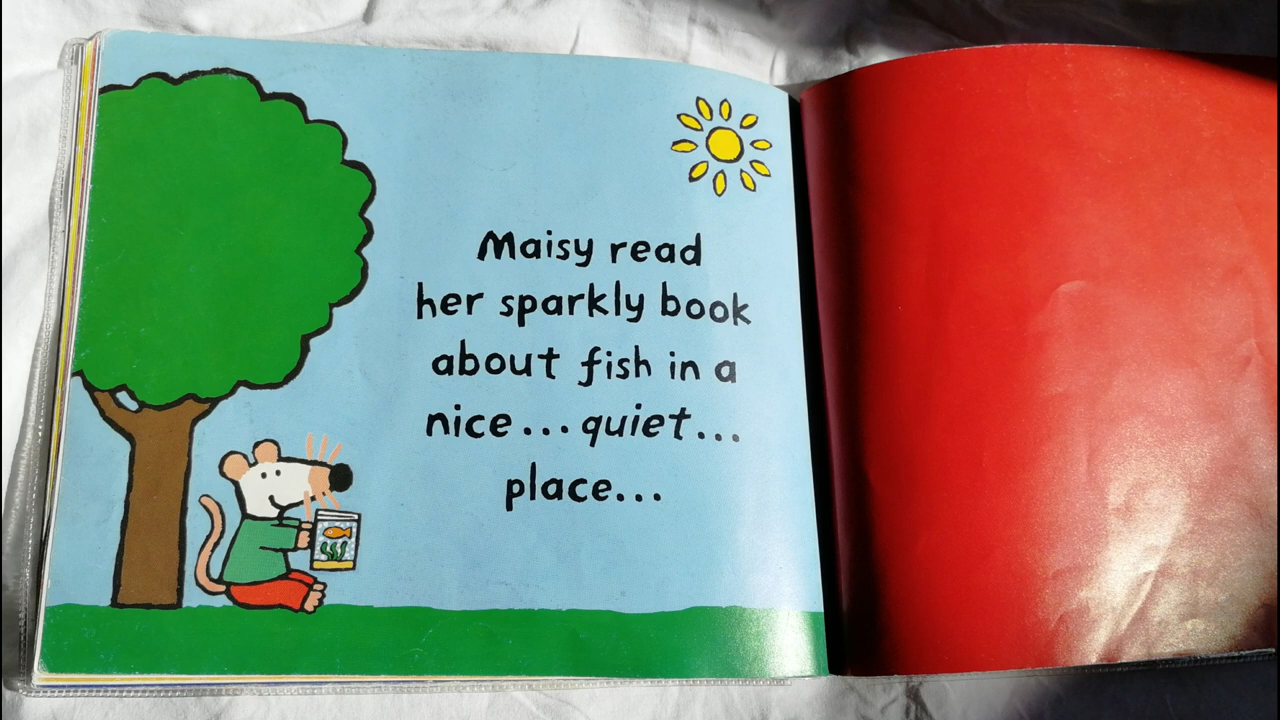 Maisy read
her sparkly book
about fish in a
nice... quiet...
place...